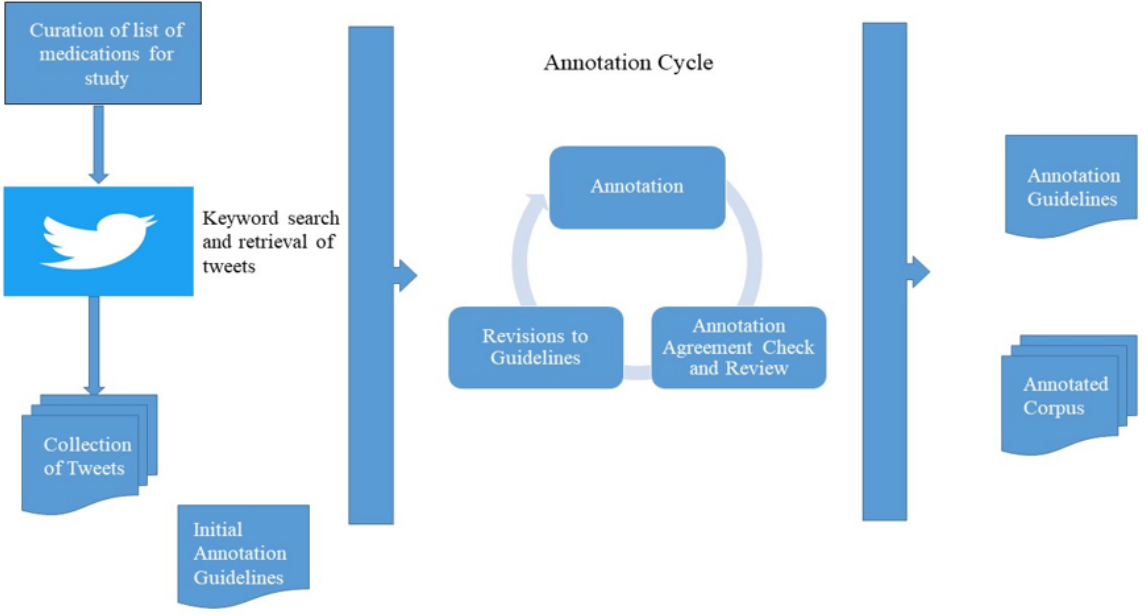 Curation of list of
medications for
study
Keyword search
and retrieval of
tweets
Collection
of Tweets
Initial
Annotation
Guidelines
Annotation Cycle
Annotation
Annotation
Agreement Check
and Review
Revisions to
Guidelines
Annotation
Guidelines
Annotated
Corpus